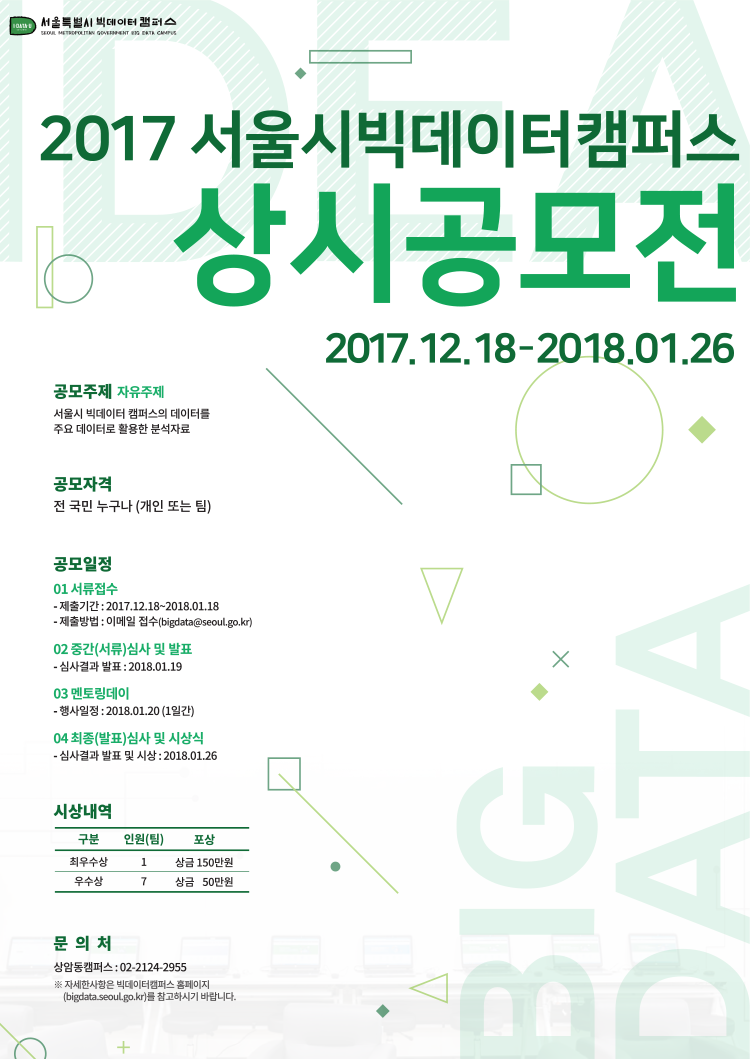 I·DATA·U
서울특별시 빅데이터 캠퍼스
SEOUL METROPOLITAN GOVERNMENT BIG DATA CAMPUS
IDEA
2017 서울시빅데이터캠퍼스
상시공모전
2017.12.18-2018.01.26
공모주제 자유주제
서울시 빅데이터 캠퍼스의 데이터를
주요 데이터로 활용한 분석자료
공모자격
전 국민 누구나 (개인 또는 팀)
공모일정
01 서류접수
- 제출기간 : 2017.12.18~2018.01.18
- 제출방법 : 이메일 접수(bigdata@seoul.go.kr)
02 중간(서류)심사 및 발표
- 심사결과 발표 : 2018.01.19
03 멘토링데이
- 행사일정 : 2018.01.20 (1일간)
04 최종(발표)심사 및 시상식
- 심사결과 발표 및 시상 : 2018.01.26
시상내역
구분 인원(팀) 포상
최우수상 1 상금 150만원
우수상 7 상금 50만원
문 의 처
상암동캠퍼스 : 02-2124-2955
※ 자세한사항은 빅데이터캠퍼스 홈페이지
(bigdata.seoul.go.kr)를 참고하시기 바랍니다.
BIG
DATA